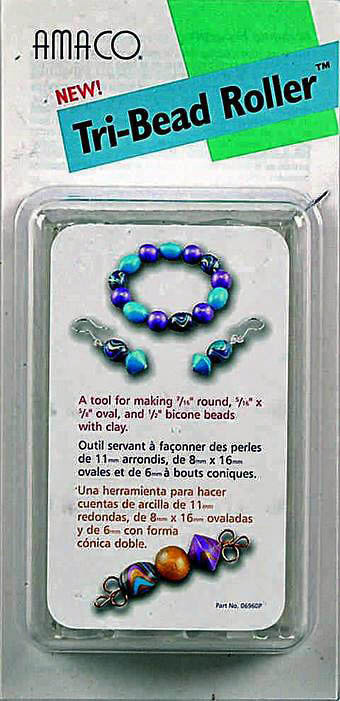 AMACO®
NEW!
Tri-Bead Roller™
A tool for making 7/16" round, 5/16" x
5/8" oval, and 1/2" bicone beads
with clay.
Outil servant à façonner des perles
de 11mm arrondis, de 8mm x 16mm
ovales et de 6mm à bouts coniques.
Una herramienta para hacer
cuentas de arcilla de 11mm
redondas, de 8mm x 16mm ovaladas
y de 6mm con forma
cónica doble.
Part No. 06960P